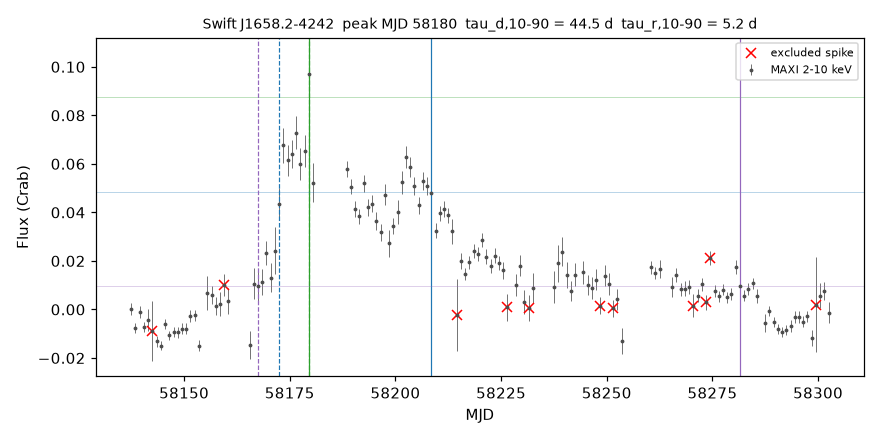 Swift J1658.2-4242  peak MJD 58180  tau_d,10-90 = 44.5 d  tau_r,10-90 = 5.2 d
excluded spike
MAXI 2-10 keV
Flux (Crab)
0.10
0.08
0.06
0.04
0.02
0.00
−0.02
58150
58175
58200
58225
58250
58275
58300
MJD